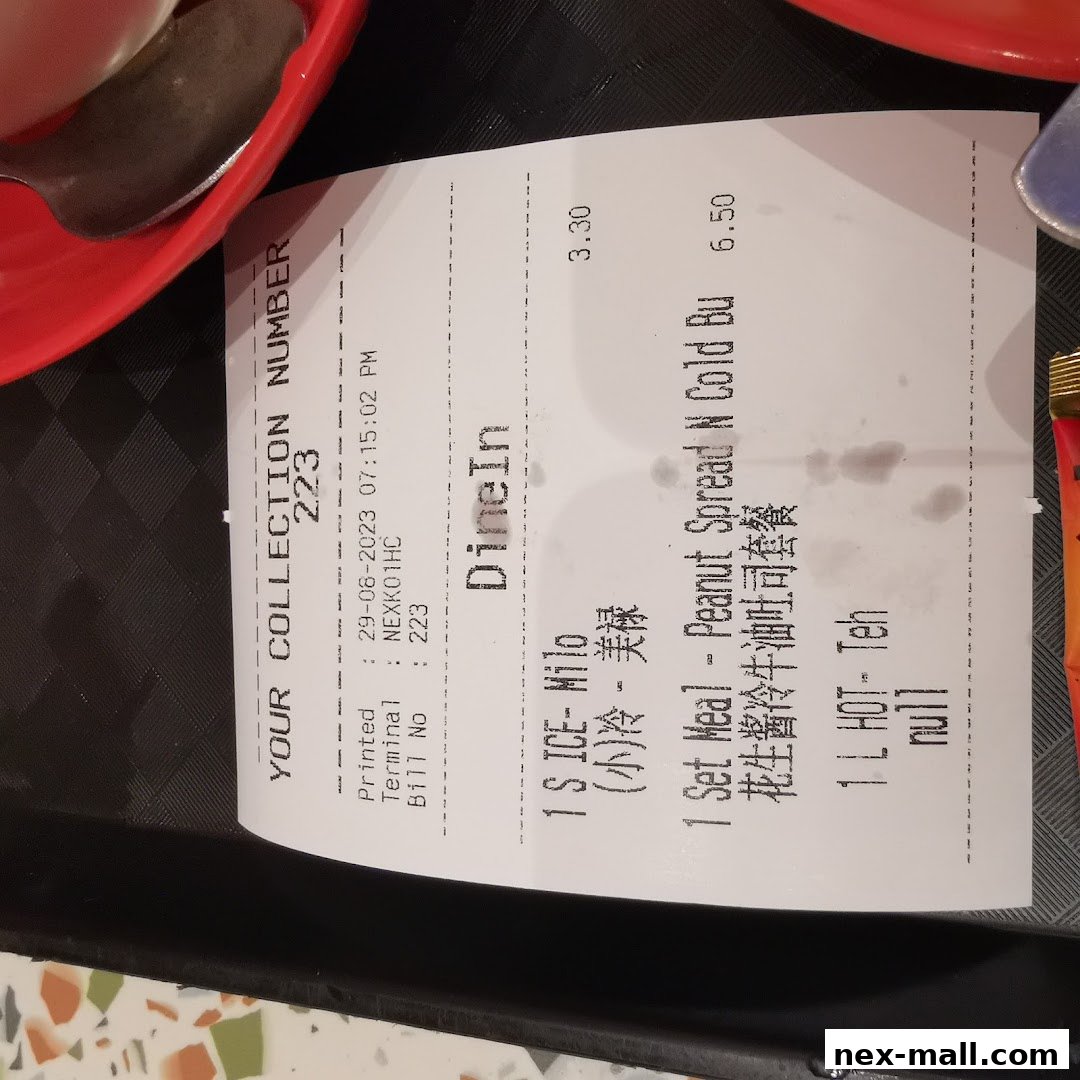 YOUR COLLECTION NUMBER
223
Printed : 29-08-2023 07:15:02 PM
Terminal : NEXK01HC
Bill No : 223
DineIn
1 S ICE- Milo 3.30
(小)冷 - 美禄
1 Set Meal - Peanut Spread N Cold Bu 6.50
花生酱冷牛油吐司套餐
1 L HOT- Teh
null
nex-mall.com